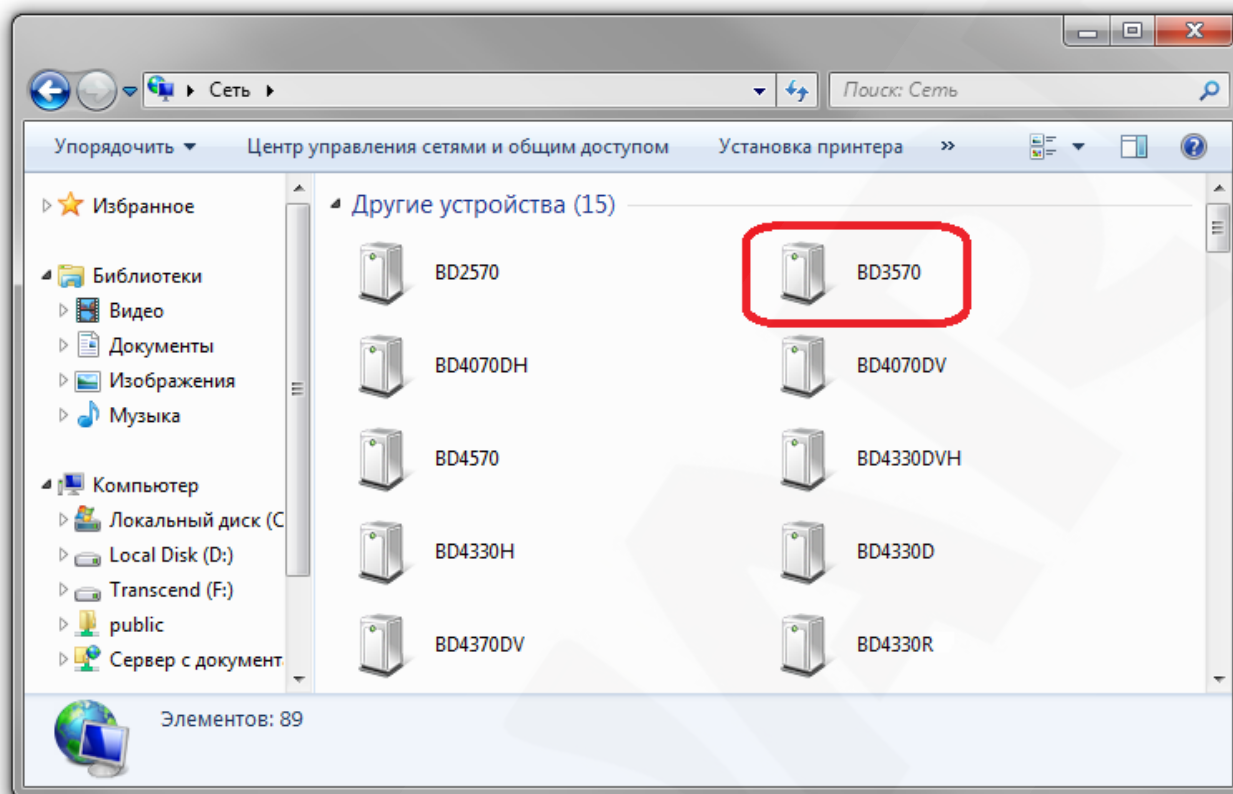 Сеть
Поиск: Сеть
Упорядочить Центр управления сетями и общим доступом Установка принтера »
Избранное
Библиотеки
Видео
Документы
Изображения
Музыка
Компьютер
Локальный диск (C
Local Disk (D:)
Transcend (F:)
public
Сервер с документ
Другие устройства (15)
BD2570 BD3570
BD4070DH BD4070DV
BD4570 BD4330DVH
BD4330H BD4330D
BD4370DV BD4330R
Элементов: 89